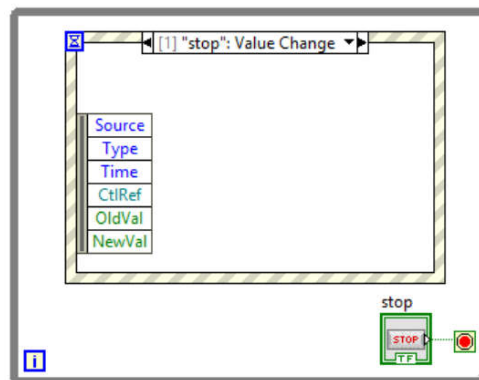 [1] "stop": Value Change
Source
Type
Time
CtlRef
OldVal
NewVal
stop
STOP
TF
i